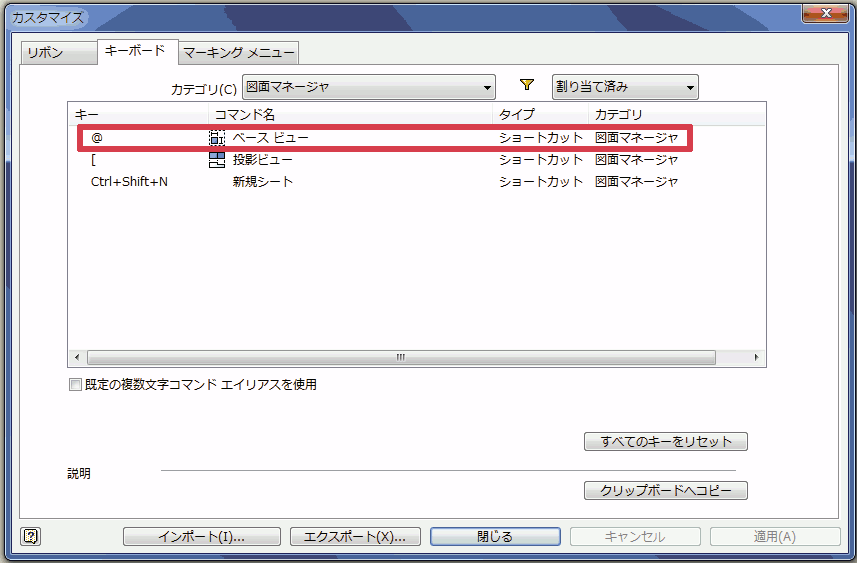 カスタマイズ
リボン キーボード マーキング メニュー
カテゴリ(C) 図面マネージャ 割り当て済み
キー コマンド名 タイプ カテゴリ
@ ベース ビュー ショートカット 図面マネージャ
[ 投影ビュー ショートカット 図面マネージャ
Ctrl+Shift+N 新規シート ショートカット 図面マネージャ
既定の複数文字コマンド エイリアスを使用
すべてのキーをリセット
説明
クリップボードへコピー
インポート(I)... エクスポート(X)... 閉じる キャンセル 適用(A)